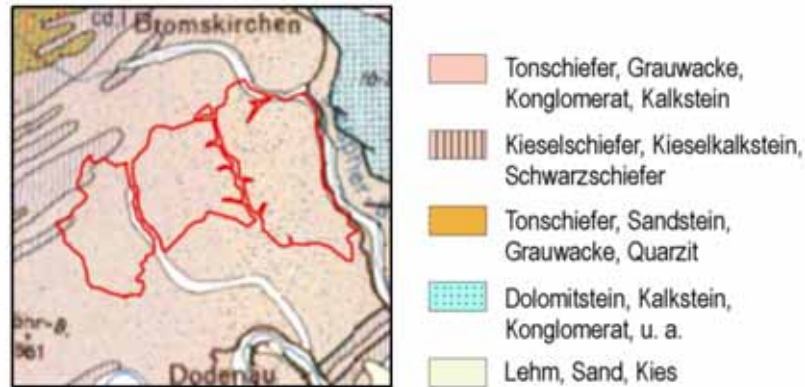 cd.
Bromskirchen
Dodenau
Tonschiefer, Grauwacke,
Konglomerat, Kalkstein
Kieselschiefer, Kieselkalkstein,
Schwarzschiefer
Tonschiefer, Sandstein,
Grauwacke, Quarzit
Dolomitstein, Kalkstein,
Konglomerat, u. a.
Lehm, Sand, Kies